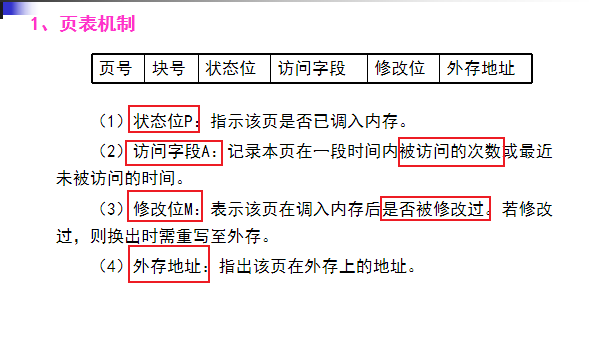 1、页表机制
页号 块号 状态位 访问字段 修改位 外存地址
（1）状态位P：指示该页是否已调入内存。
（2）访问字段A：记录本页在一段时间内被访问的次数或最近
未被访问的时间。
（3）修改位M：表示该页在调入内存后是否被修改过。若修改
过，则换出时需重写至外存。
（4）外存地址：指出该页在外存上的地址。